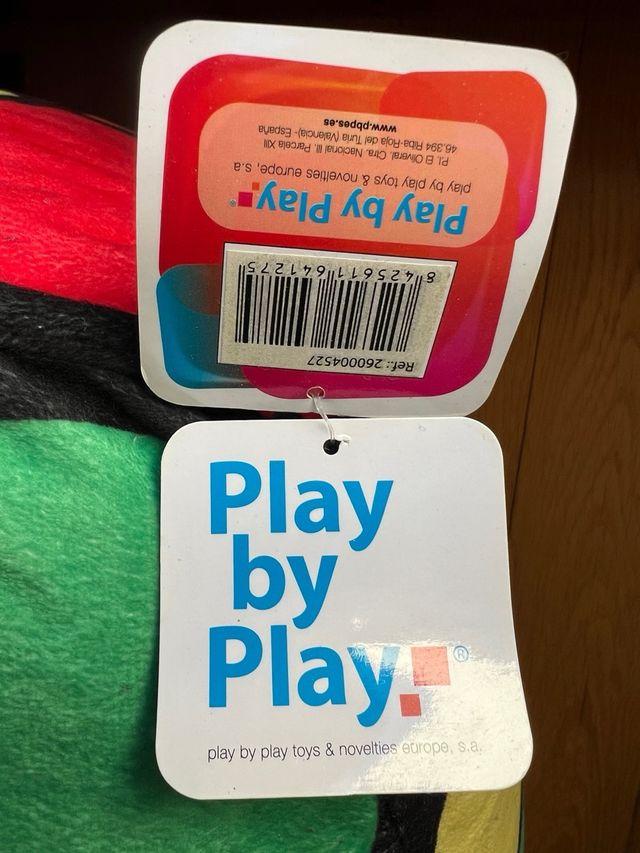 Play by Play®
play by play toys & novelties europe, s.a
P.I. El Oliveral. Ctra. Nacional III. Parcela XIII
46.394 Riba-Roja del Turia (Valencia)- España
www.pbpes.es
8 425611 641275
Ref.: 260004527
Play
by
Play®
play by play toys & novelties europe, s.a.